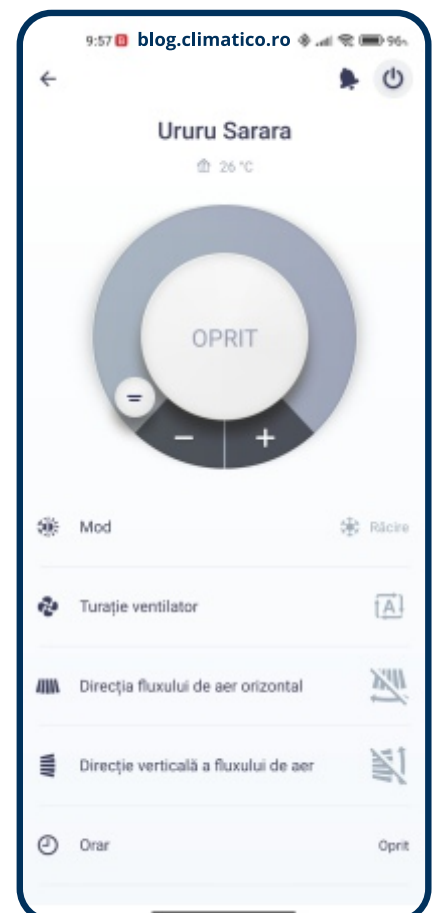 9:57 blog.climatico.ro 96%
Ururu Sarara
26 °C
OPRIT
− +
Mod Răcire
Turație ventilator A
Direcția fluxului de aer orizontal
Direcție verticală a fluxului de aer
Orar Oprit